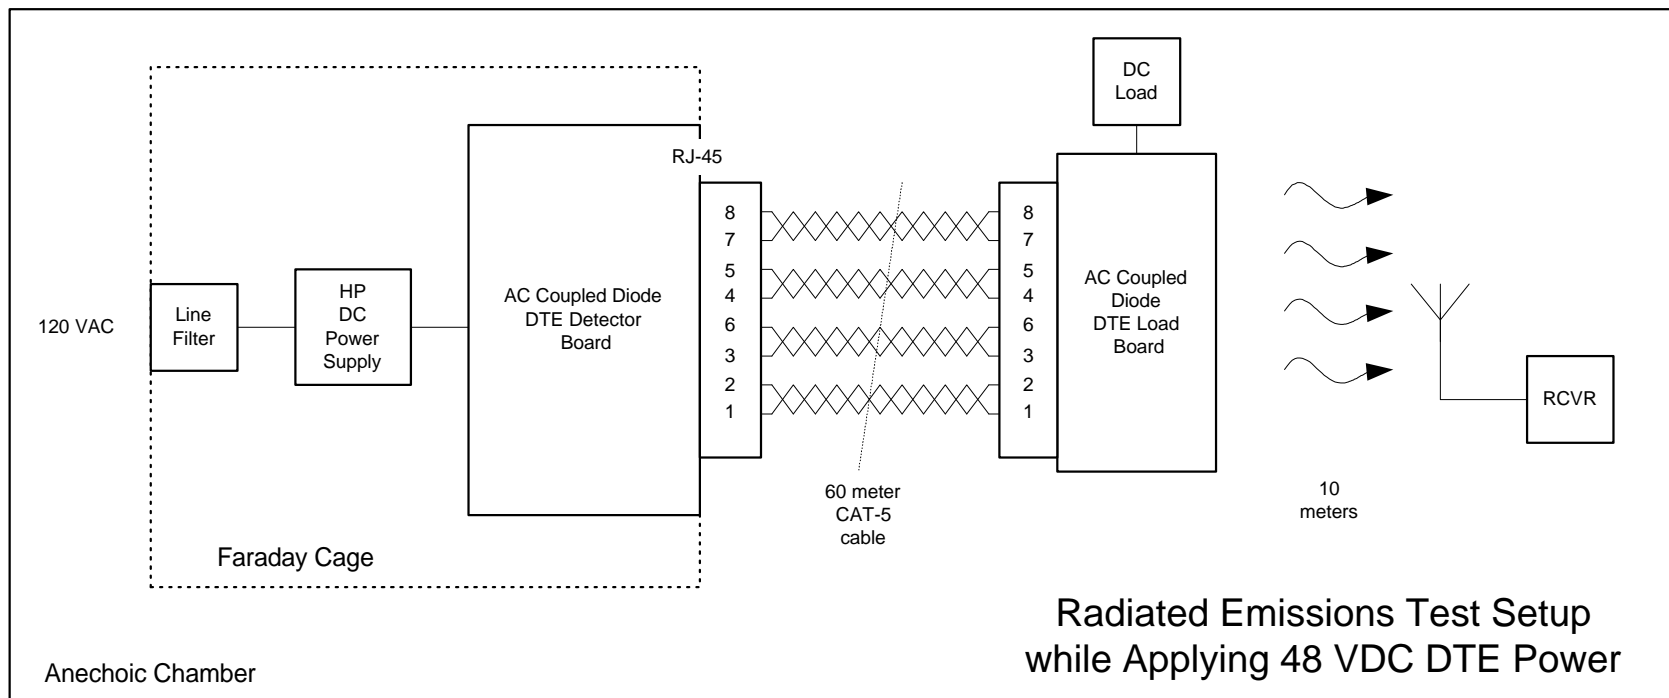 DC
Load
RJ-45
8
7
5
4
6
3
2
1
8
7
5
4
6
3
2
1
120 VAC
Line
Filter
HP
DC
Power
Supply
AC Coupled Diode
DTE Detector
Board
AC Coupled
Diode
DTE Load
Board
RCVR
60 meter
CAT-5
cable
10
meters
Faraday Cage
Radiated Emissions Test Setup
while Applying 48 VDC DTE Power
Anechoic Chamber